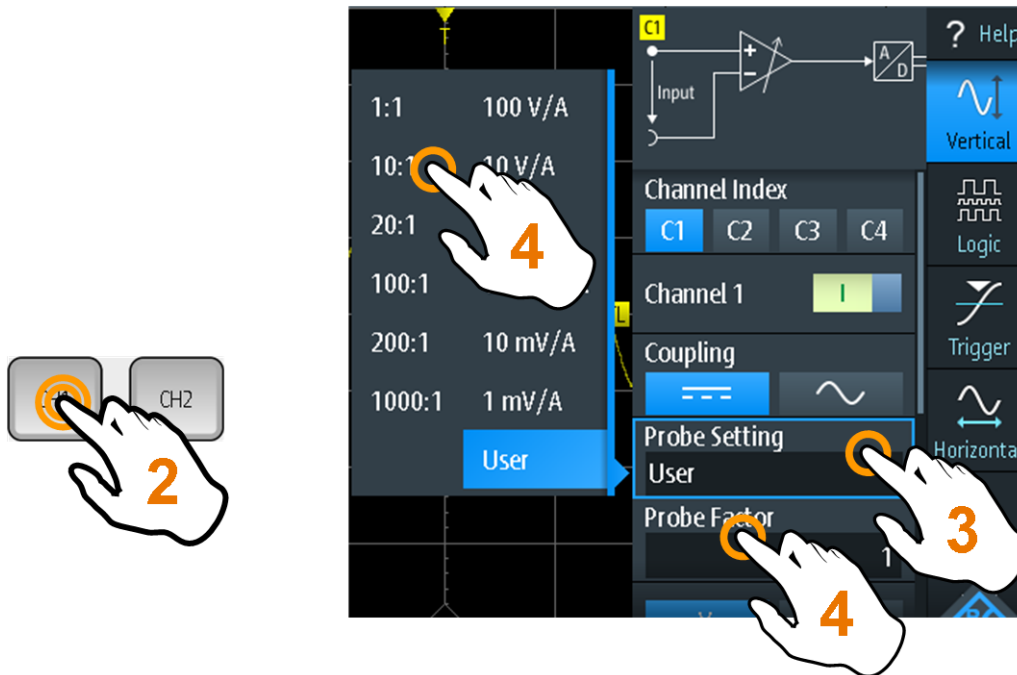 CH2
2
T
1:1 100 V/A
10:1 10 V/A
20:1
4
100:1
200:1 10 mV/A
1000:1 1 mV/A
User
C1
Input
A
D
Channel Index
C1 C2 C3 C4
Channel 1 I
Coupling
Probe Setting
User
3
Probe Factor
1
4
? Help
Vertical
Logic
Trigger
Horizonta